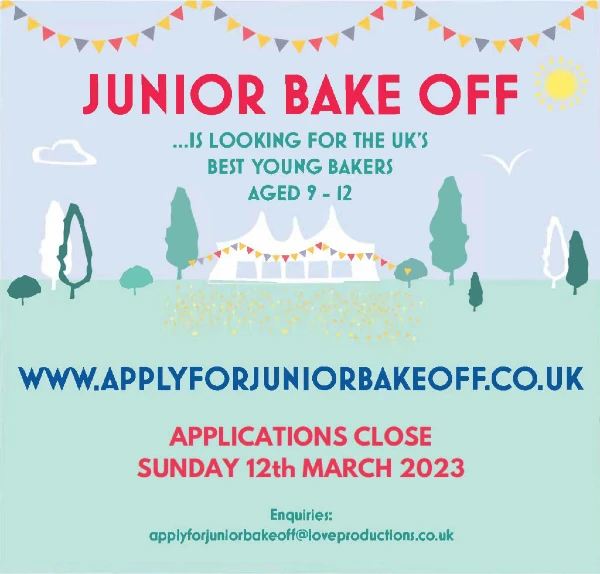 JUNIOR BAKE OFF
...IS LOOKING FOR THE UK'S
BEST YOUNG BAKERS
AGED 9 - 12
WWW.APPLYFORJUNIORBAKEOFF.CO.UK
APPLICATIONS CLOSE
SUNDAY 12th MARCH 2023
Enquiries:
applyforjuniorbakeoff@loveproductions.co.uk